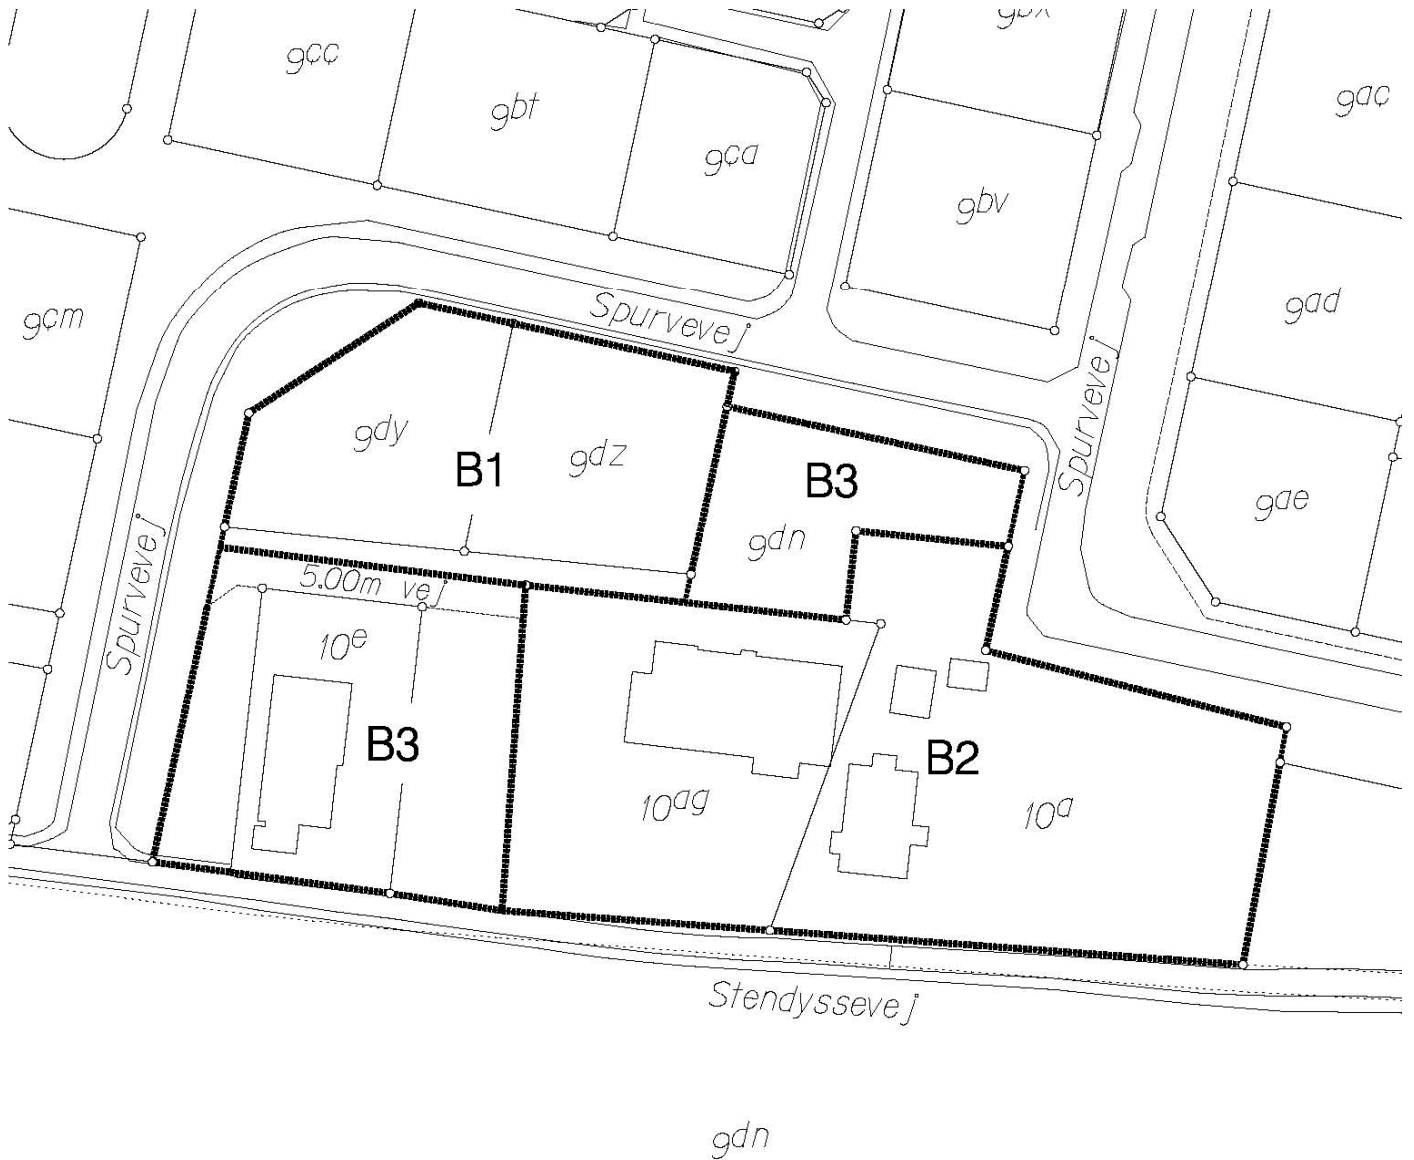 9bx
9cc
9ac
9bt
9ca
9bv
9cm
Spurvevej
9ad
Spurvevej
9dy
9dz
B1
B3
9ae
9dn
Spurvevej
5.00m vej
10e
B3
B2
10ag
10a
Stendyssevej
9dn